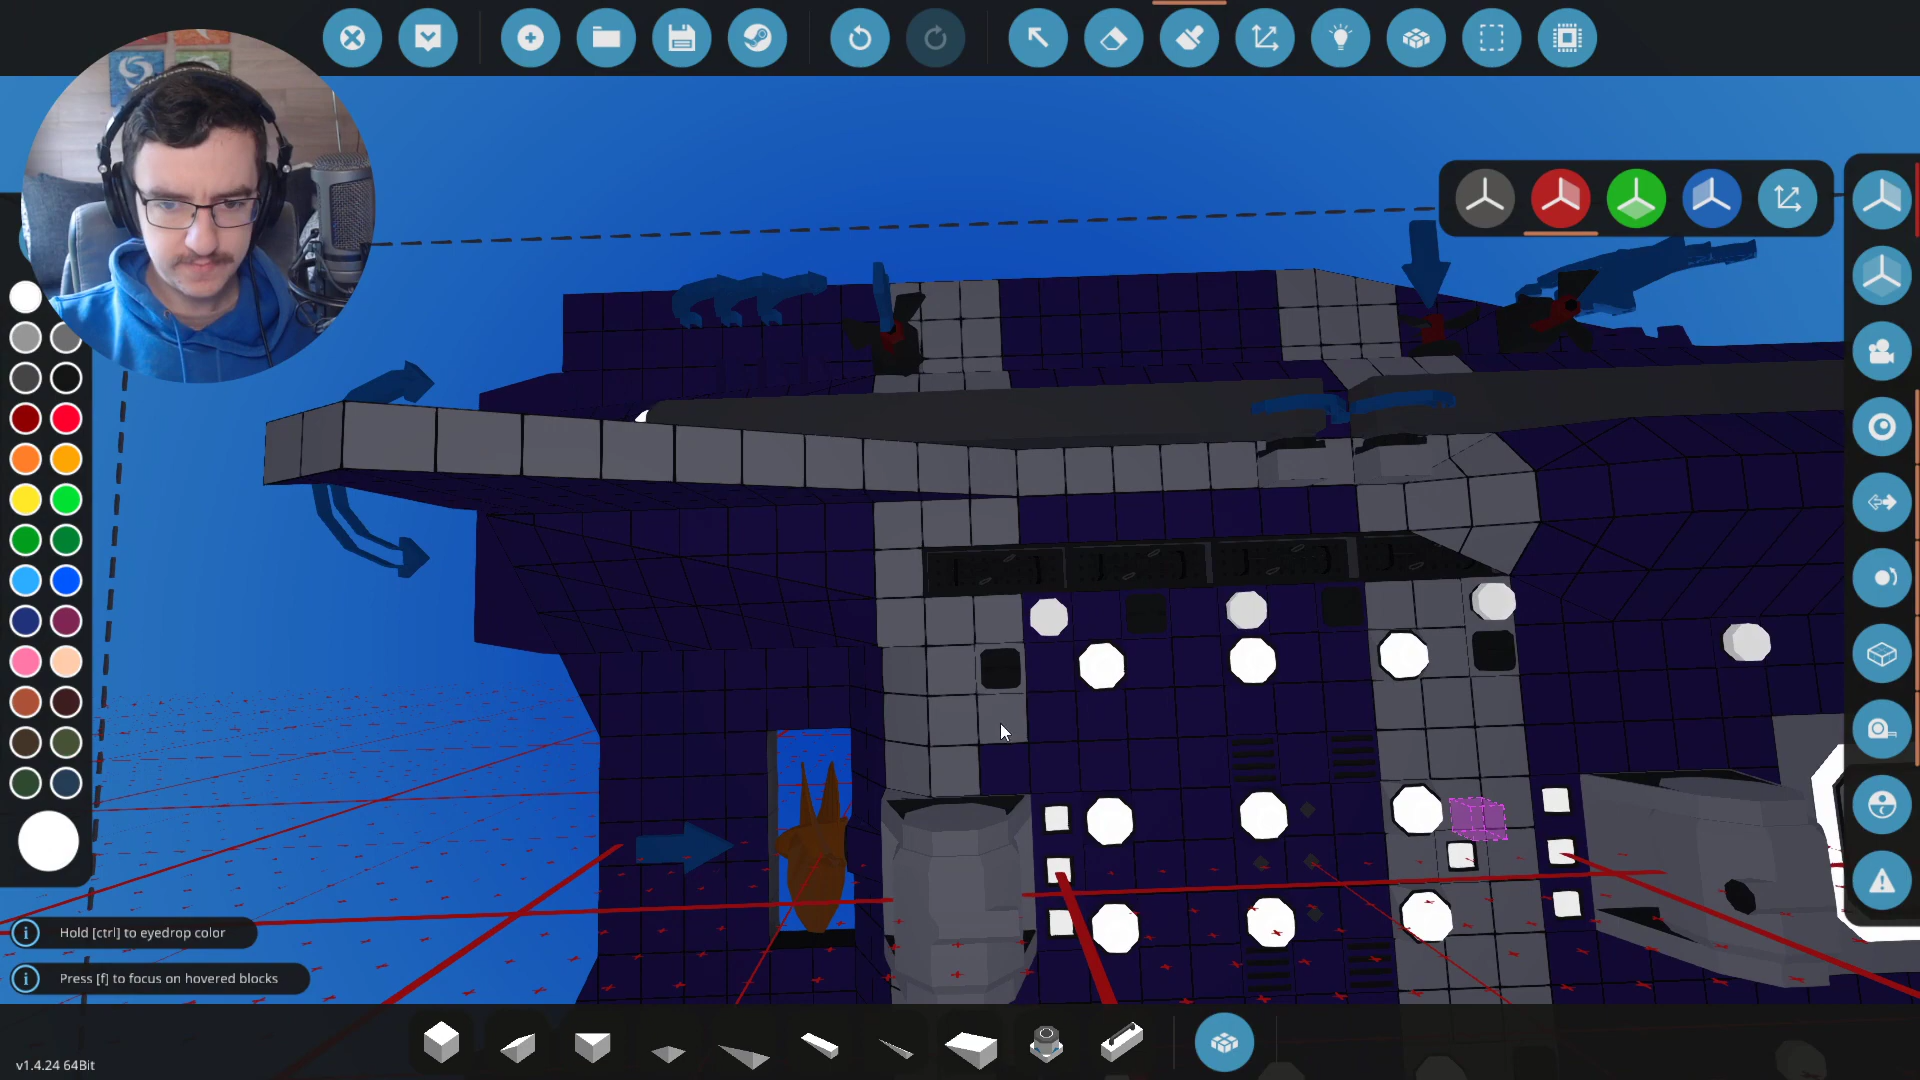 Hold [ctrl] to eyedrop color
Press [f] to focus on hovered blocks
v1.4.24 64Bit